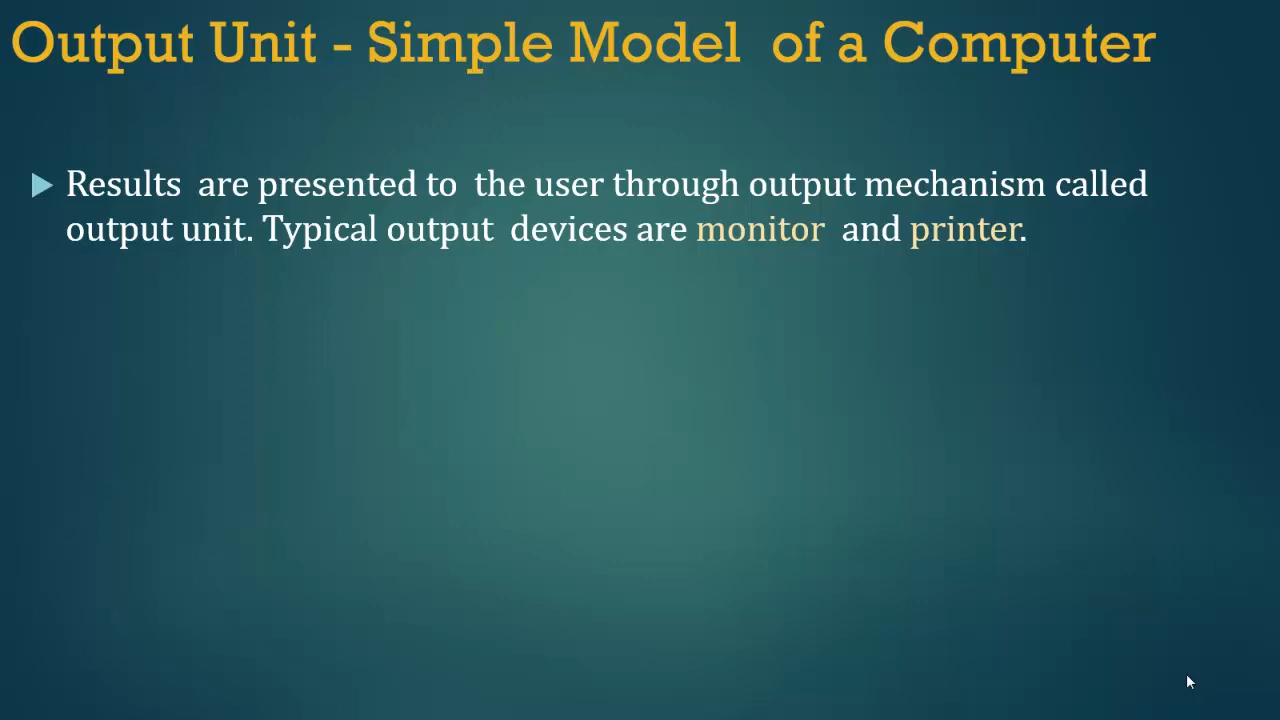 Output Unit - Simple Model of a Computer
Results are presented to the user through output mechanism called
output unit. Typical output devices are monitor and printer.